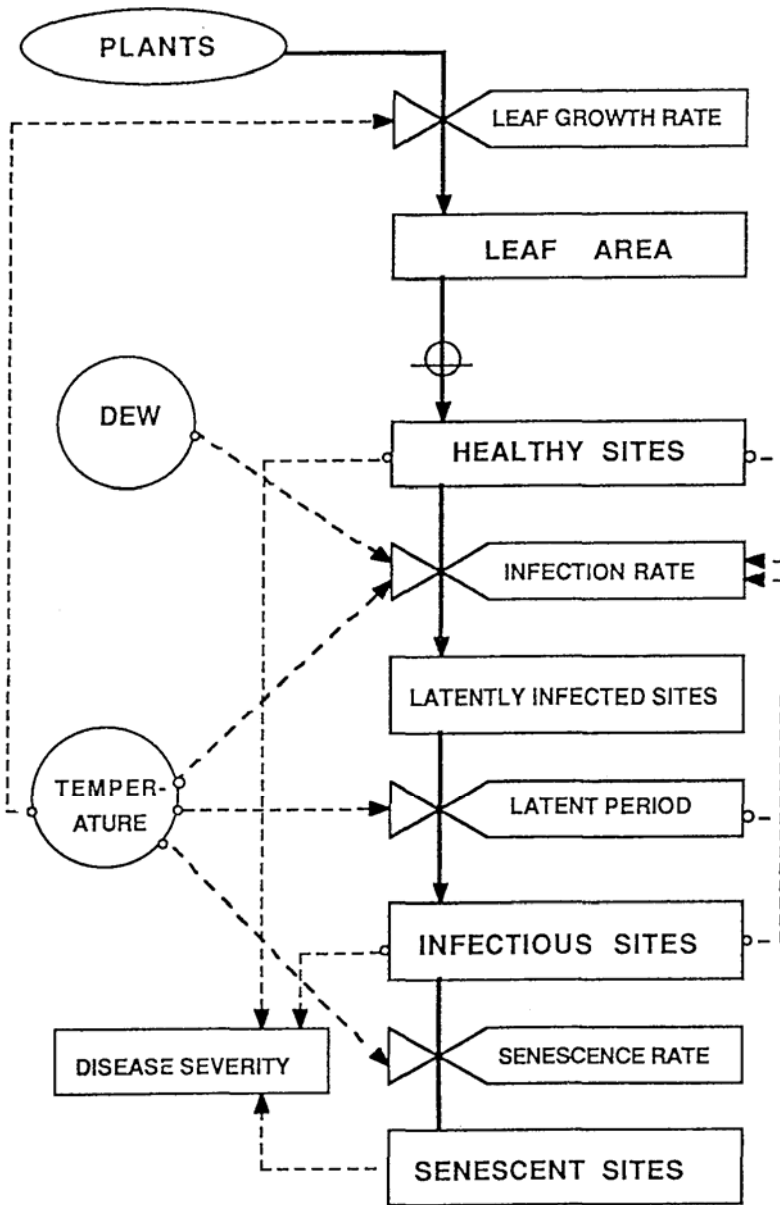 PLANTS
LEAF GROWTH RATE
LEAF AREA
DEW
HEALTHY SITES
INFECTION RATE
LATENTLY INFECTED SITES
TEMPER-
ATURE
LATENT PERIOD
INFECTIOUS SITES
DISEASE SEVERITY
SENESCENCE RATE
SENESCENT SITES